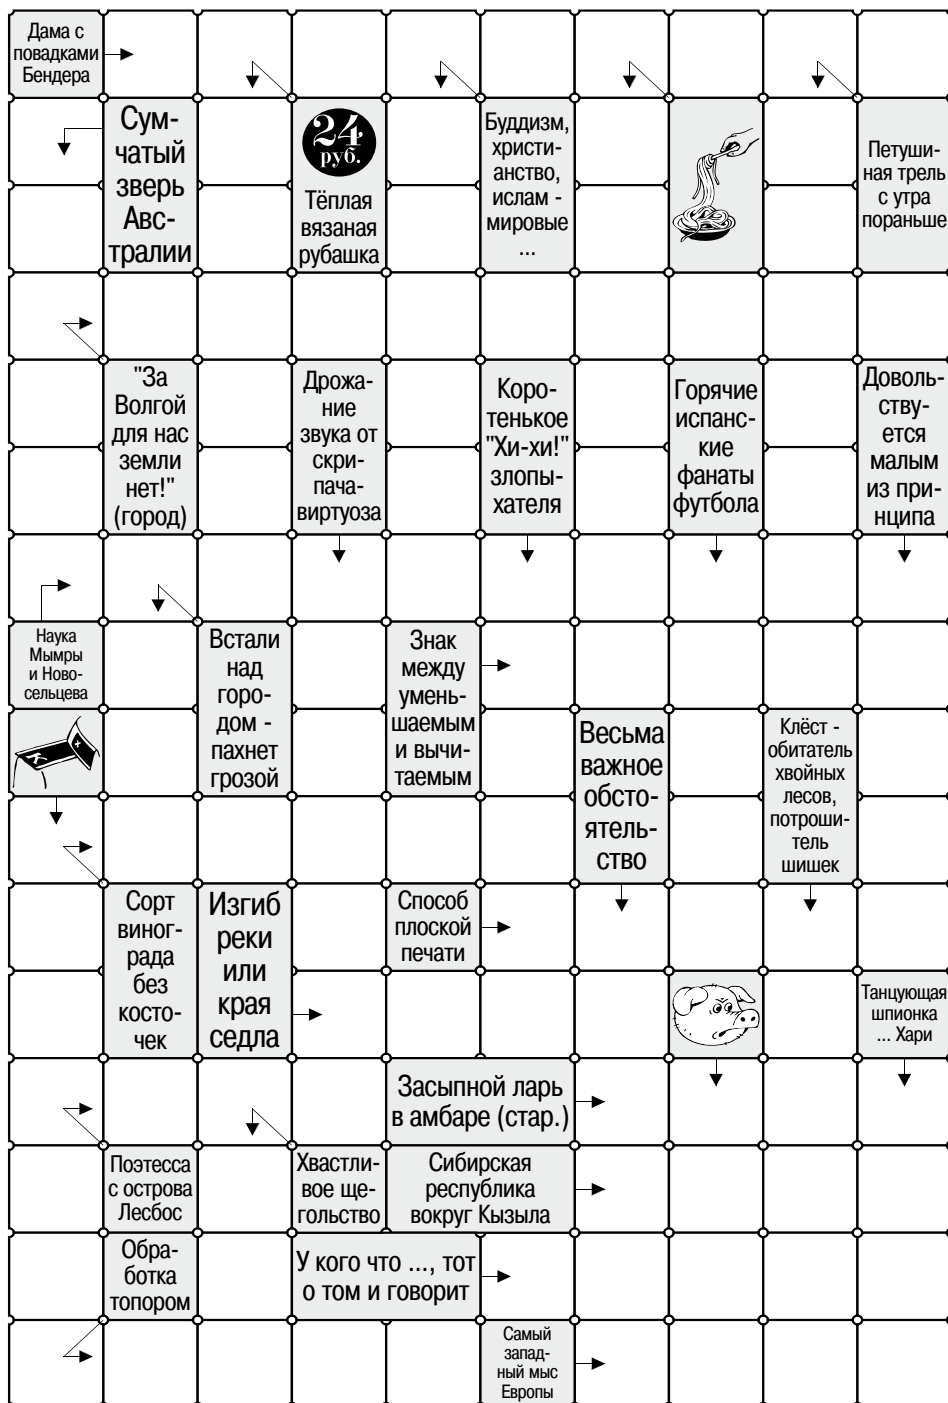 Дама с
повадками
Бендера
Сум-
чатый
зверь
Авс-
тралии
24
руб.
Тёплая
вязаная
рубашка
Буддизм,
христи-
анство,
ислам -
мировые
...
Петуши-
ная трель
с утра
пораньше
"За
Волгой
для нас
земли
нет!"
(город)
Дрожа-
ние
звука от
скри-
пача-
виртуоза
Коро-
тенькое
"Хи-хи!"
злопы-
хателя
Горячие
испанс-
кие
фанаты
футбола
Доволь-
ству-
ется
малым
из при-
нципа
Наука
Мымры
и Ново-
сельцева
Встали
над
горо-
дом -
пахнет
грозой
Знак
между
умень-
шаемым
и вычи-
таемым
К
Весьма
важное
обсто-
ятель-
ство
Клёст -
обитатель
хвойных
лесов,
потроши-
тель
шишек
Сорт
виног-
рада
без
косто-
чек
Изгиб
реки
или
края
седла
Способ
плоской
печати
Танцующая
шпионка
... Хари
Засыпной ларь
в амбаре (стар.)
Поэтесса
с острова
Лесбос
Хвастли-
вое ще-
гольство
Сибирская
республика
вокруг Кызыла
Обра-
ботка
топором
У кого что ..., тот
о том и говорит
Самый
запад-
ный мыс
Европы